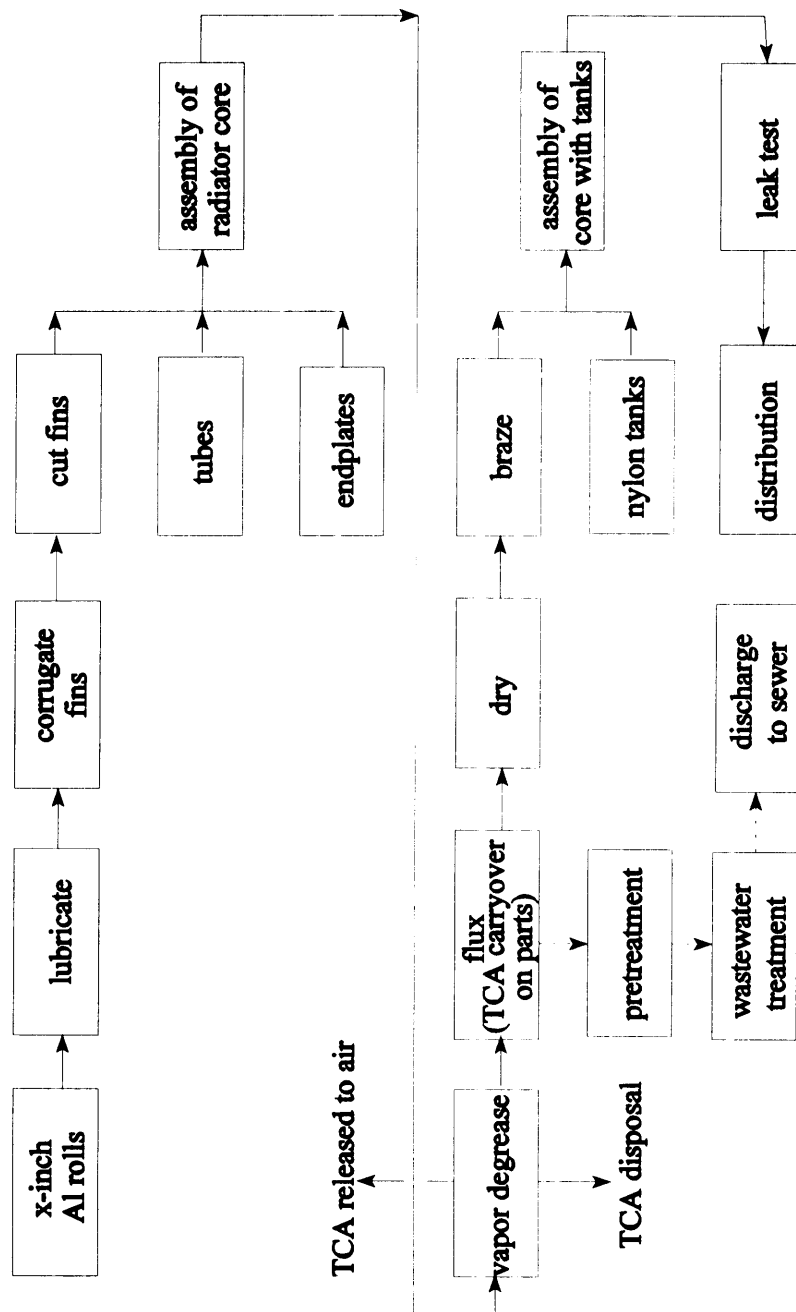 x-inch
Al rolls
lubricate
corrugate
fins
cut fins
tubes
endplates
assembly of
radiator core
TCA released to air
vapor degrease
TCA disposal
flux
(TCA carryover
on parts)
pretreatment
wastewater
treatment
discharge
to sewer
dry
braze
nylon tanks
assembly of
core with tanks
leak test
distribution